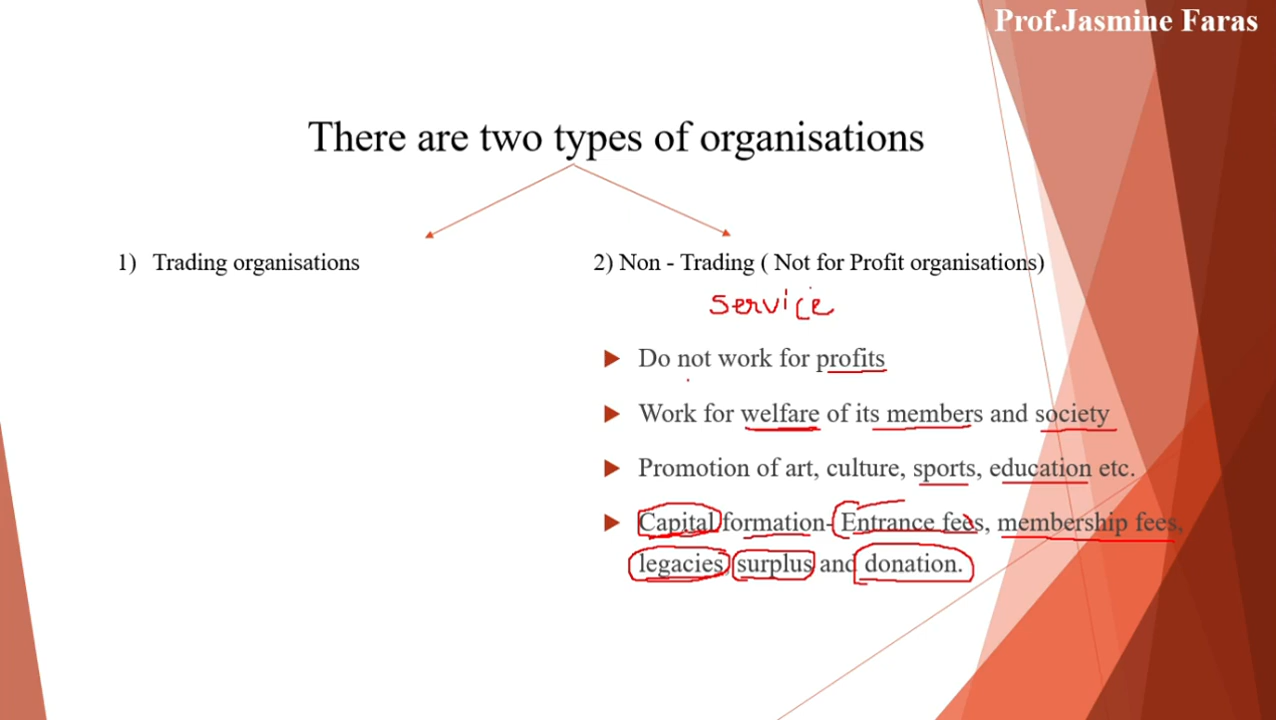 Prof.Jasmine Faras
There are two types of organisations
1) Trading organisations
2) Non - Trading ( Not for Profit organisations)
service
Do not work for profits
Work for welfare of its members and society
Promotion of art, culture, sports, education etc.
Capital formation- Entrance fees, membership fees,
legacies surplus and donation.